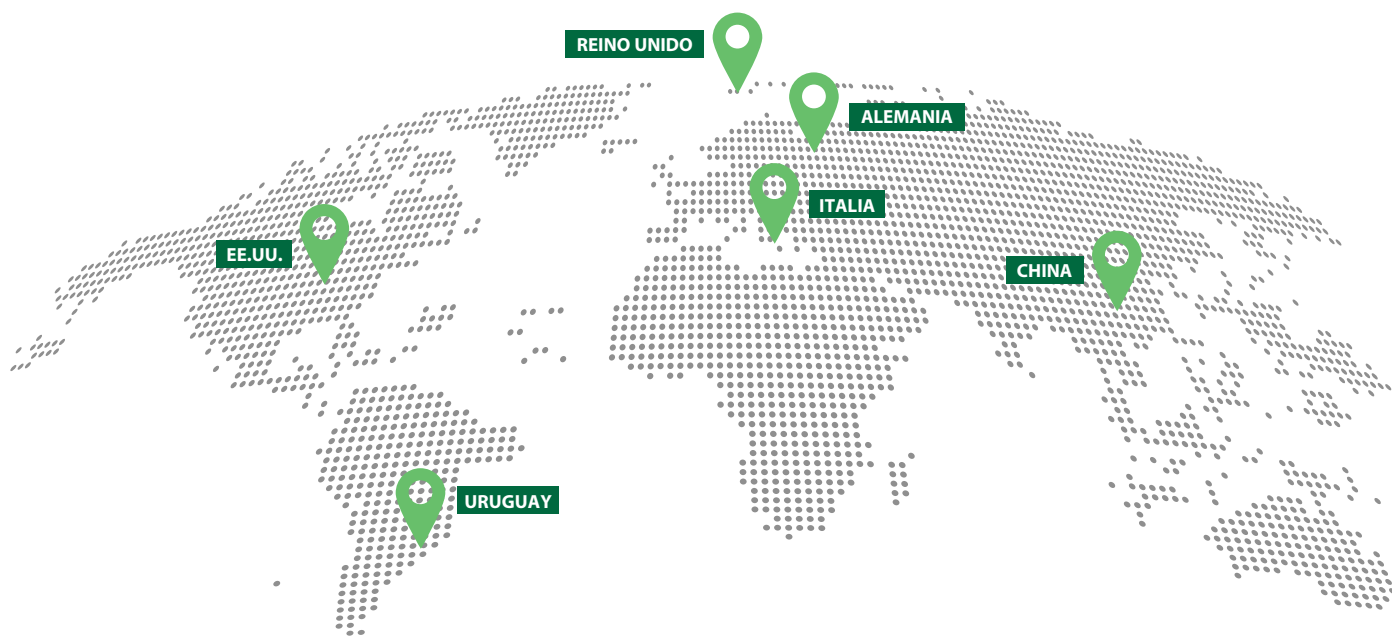 REINO UNIDO
ALEMANIA
ITALIA
EE.UU.
CHINA
URUGUAY